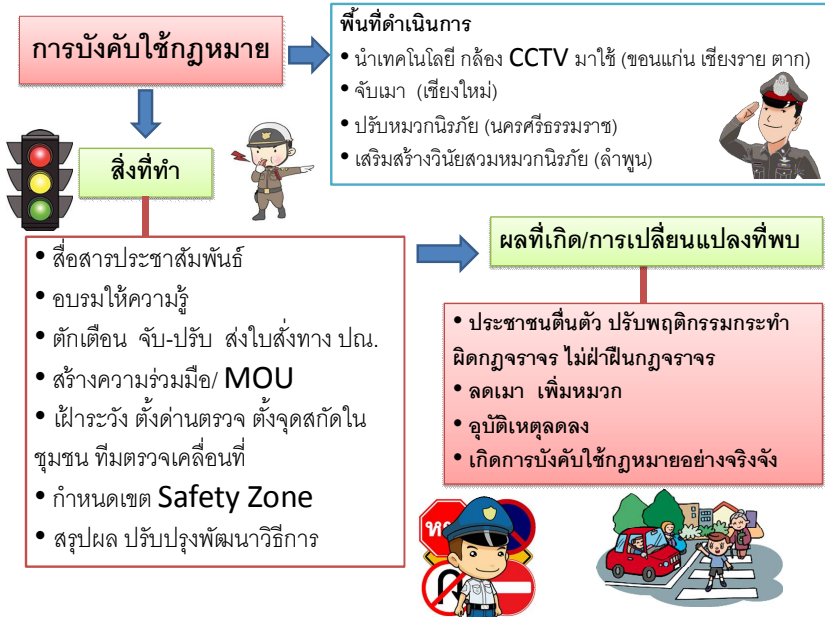 การบังคับใช้กฎหมาย
พื้นที่ดำเนินการ
• นำเทคโนโลยี กล้อง CCTV มาใช้ (ขอนแก่น เชียงราย ตาก)
• จับเมา (เชียงใหม่)
• ปรับหมวกนิรภัย (นครศรีธรรมราช)
• เสริมสร้างวินัยสวมหมวกนิรภัย (ลำพูน)
สิ่งที่ทำ
• สื่อสารประชาสัมพันธ์
• อบรมให้ความรู้
• ตักเตือน จับ-ปรับ ส่งใบสั่งทาง ปณ.
• สร้างความร่วมมือ/ MOU
• เฝ้าระวัง ตั้งด่านตรวจ ตั้งจุดสกัดใน
ชุมชน ทีมตรวจเคลื่อนที่
• กำหนดเขต Safety Zone
• สรุปผล ปรับปรุงพัฒนาวิธีการ
ผลที่เกิด/การเปลี่ยนแปลงที่พบ
• ประชาชนตื่นตัว ปรับพฤติกรรมกระทำ
ผิดกฎจราจร ไม่ฝ่าฝืนกฎจราจร
• ลดเมา เพิ่มหมวก
• อุบัติเหตุลดลง
• เกิดการบังคับใช้กฎหมายอย่างจริงจัง